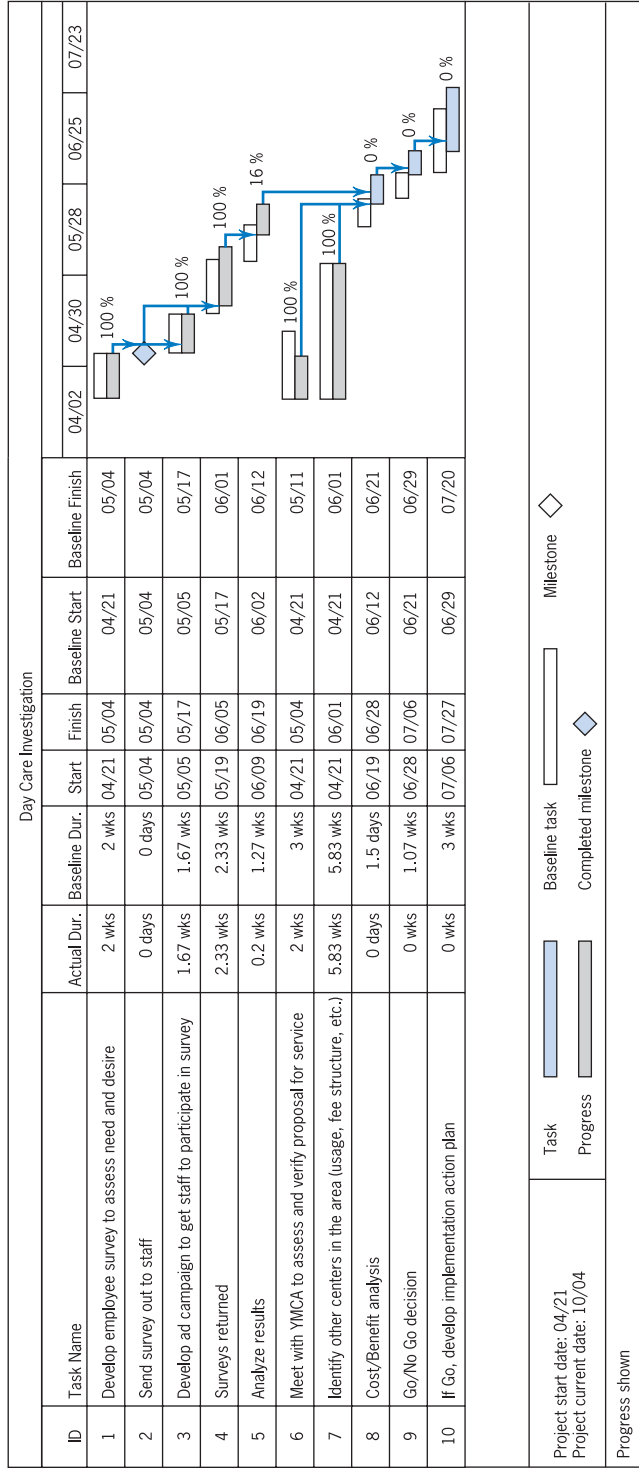 Day Care Investigation
ID Task Name Actual Dur. Baseline Dur. Start Finish Baseline Start Baseline Finish 04/02 04/30 05/28 06/25 07/23
1 Develop employee survey to assess need and desire 2 wks 2 wks 04/21 05/04 04/21 05/04 100 %
2 Send survey out to staff 0 days 0 days 05/04 05/04 05/04 05/04
3 Develop ad campaign to get staff to participate in survey 1.67 wks 1.67 wks 05/05 05/17 05/05 05/17 100 %
4 Surveys returned 2.33 wks 2.33 wks 05/19 06/05 05/17 06/01 100 %
5 Analyze results 0.2 wks 1.27 wks 06/09 06/19 06/02 06/12 16 %
6 Meet with YMCA to assess and verify proposal for service 2 wks 3 wks 04/21 05/04 04/21 05/11 100 %
7 Identify other centers in the area (usage, fee structure, etc.) 5.83 wks 5.83 wks 04/21 06/01 04/21 06/01 100 %
8 Cost/Benefit analysis 0 days 1.5 days 06/19 06/28 06/12 06/21 0 %
9 Go/No Go decision 0 wks 1.07 wks 06/28 07/06 06/21 06/29 0 %
10 If Go, develop implementation action plan 0 wks 3 wks 07/06 07/27 06/29 07/20 0 %
Project start date: 04/21
Project current date: 10/04
Task Baseline task Milestone
Progress Completed milestone
Progress shown